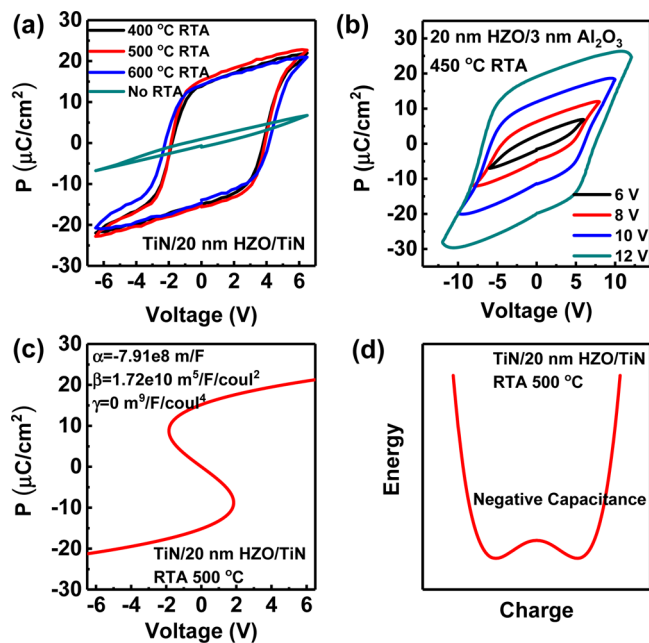 (a)
400 °C RTA
500 °C RTA
600 °C RTA
No RTA
TiN/20 nm HZO/TiN
P (μC/cm²)
30
20
10
0
-10
-20
-30
-6 -4 -2 0 2 4 6
Voltage (V)
(b)
20 nm HZO/3 nm Al₂O₃
450 °C RTA
6 V
8 V
10 V
12 V
P (μC/cm²)
30
20
10
0
-10
-20
-30
-10 -5 0 5 10
Voltage (V)
(c)
α=-7.91e8 m/F
β=1.72e10 m⁵/F/coul²
γ=0 m⁹/F/coul⁴
TiN/20 nm HZO/TiN
RTA 500 °C
P (μC/cm²)
30
20
10
0
-10
-20
-30
-6 -4 -2 0 2 4 6
Voltage (V)
(d)
TiN/20 nm HZO/TiN
RTA 500 °C
Negative Capacitance
Energy
Charge